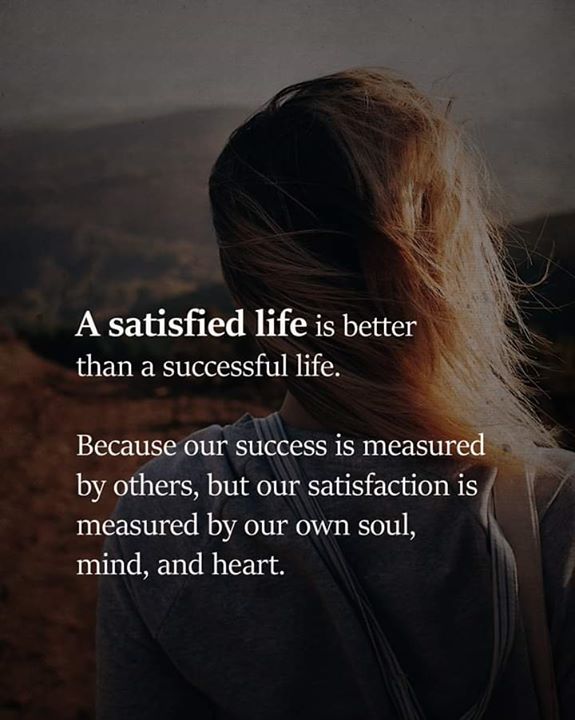 A satisfied life is better
than a successful life.
Because our success is measured
by others, but our satisfaction is
measured by our own soul,
mind, and heart.